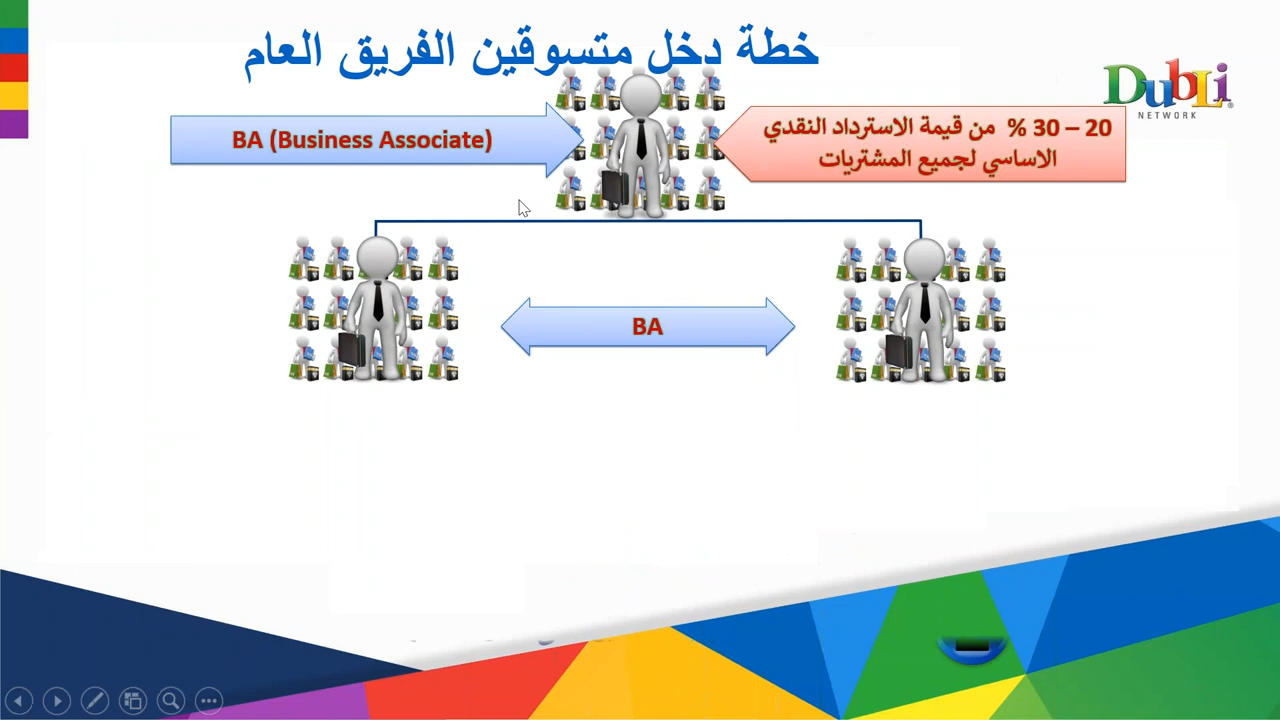 خطة دخل متسوقين الفريق العام
DubLi
NETWORK
BA (Business Associate)
20 – 30 % من قيمة الاسترداد النقدي
الاساسي لجميع المشتريات
BA